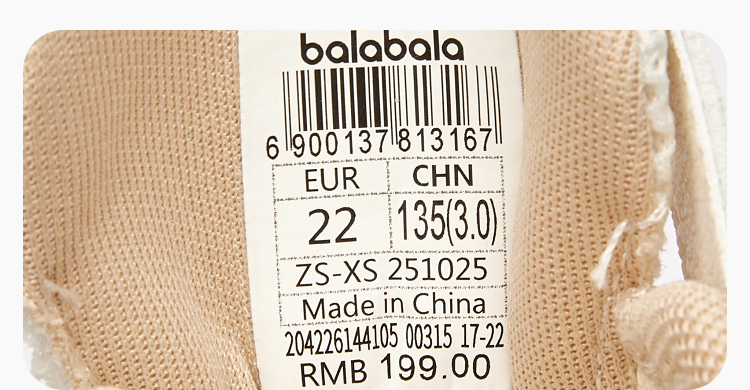 balabala
6 900137 813167
EUR CHN
22 135(3.0)
ZS-XS 251025
Made in China
204226144105 00315 17-22
RMB 199.00